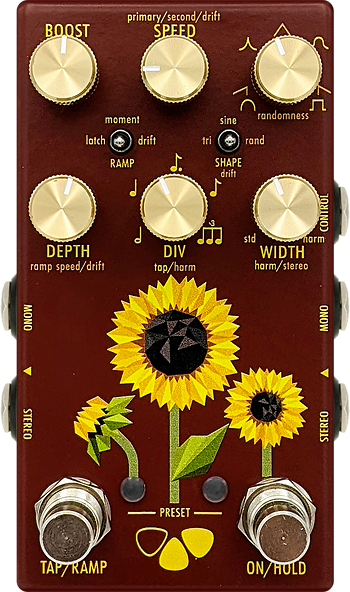 primary/second/drift
BOOST
SPEED
randomness
moment
sine
latch
drift
tri
rand
RAMP
SHAPE
drift
CONTROL
3
std
harm
DEPTH
DIV
WIDTH
ramp speed/drift
tap/harm
harm/stereo
MONO
MONO
STEREO
STEREO
PRESET
TAP/RAMP
ON/HOLD